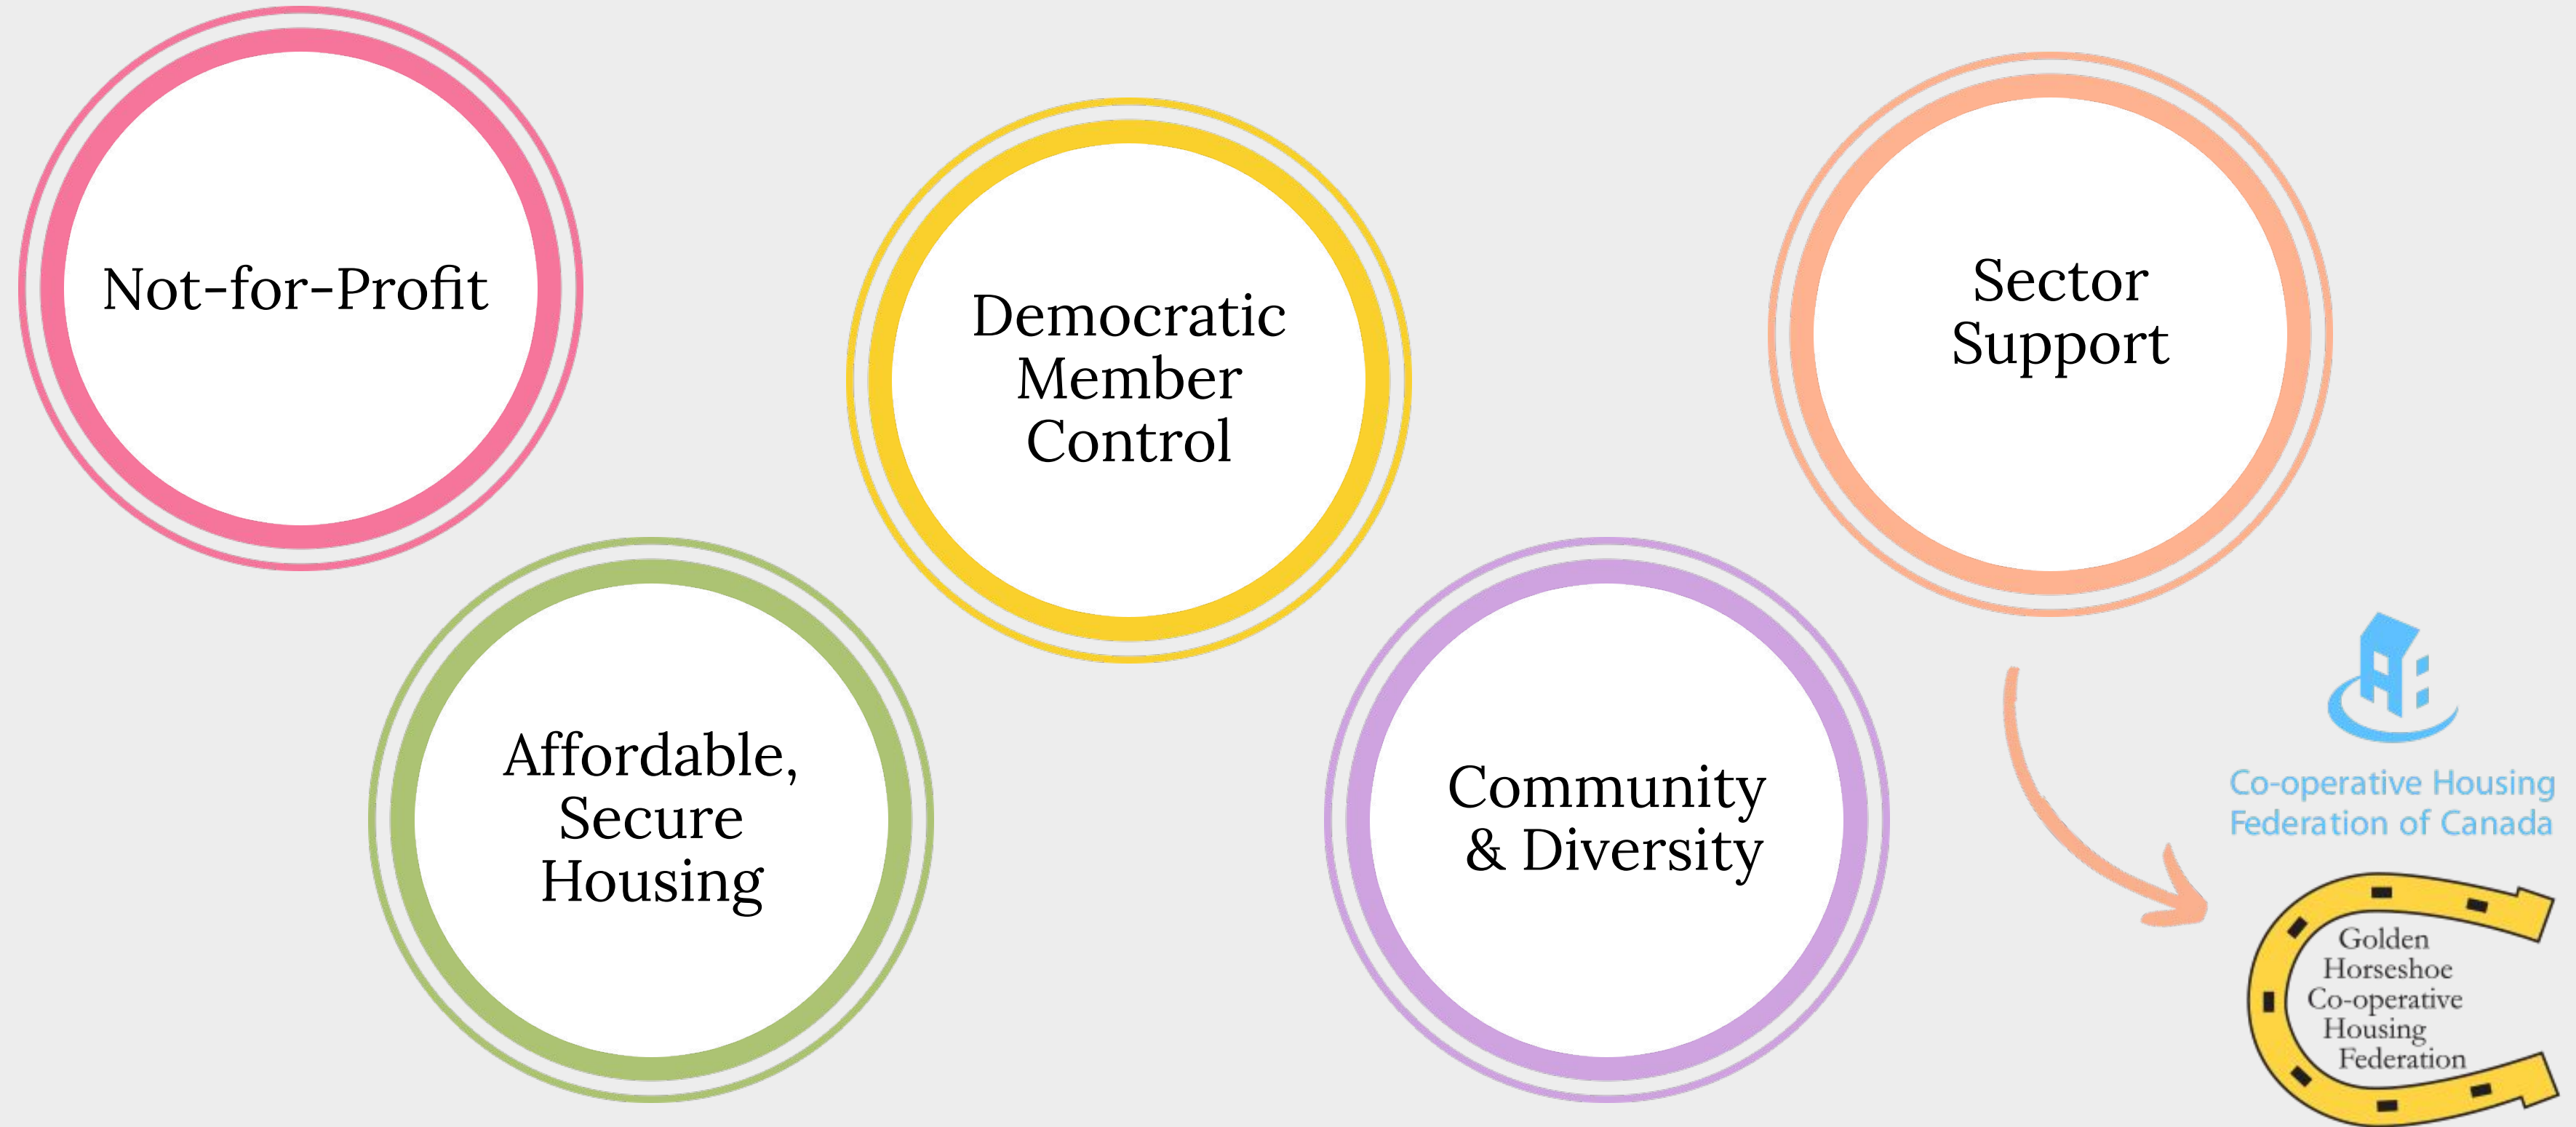 Not-for-Profit
Affordable,
Secure
Housing
Democratic
Member
Control
Community
& Diversity
Sector
Support
Co-operative Housing
Federation of Canada
Golden
Horseshoe
Co-operative
Housing
Federation